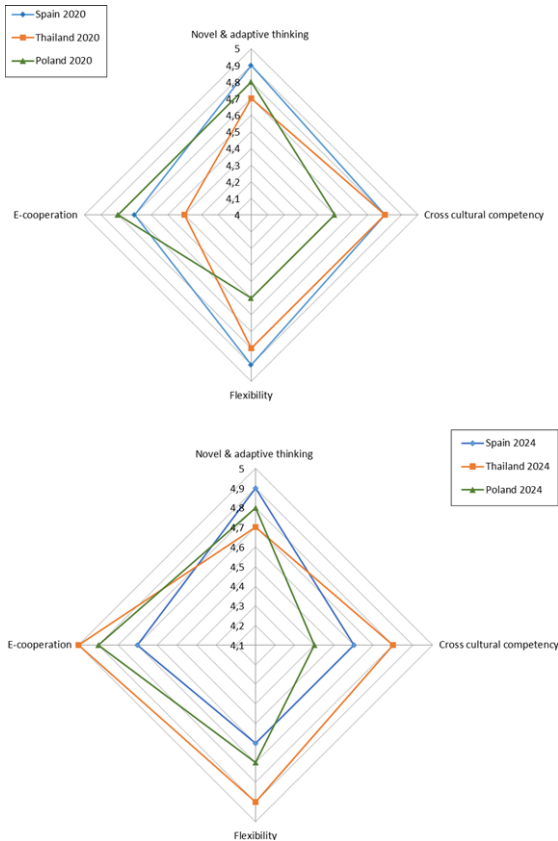 Spain 2020
Thailand 2020
Poland 2020
Novel & adaptive thinking
5
4,9
4,8
4,7
4,6
4,5
4,4
4,3
4,2
4,1
4
E-cooperation
Cross cultural competency
Flexibility
Spain 2024
Thailand 2024
Poland 2024
Novel & adaptive thinking
5
4,9
4,8
4,7
4,6
4,5
4,4
4,3
4,2
4,1
E-cooperation
Cross cultural competency
Flexibility